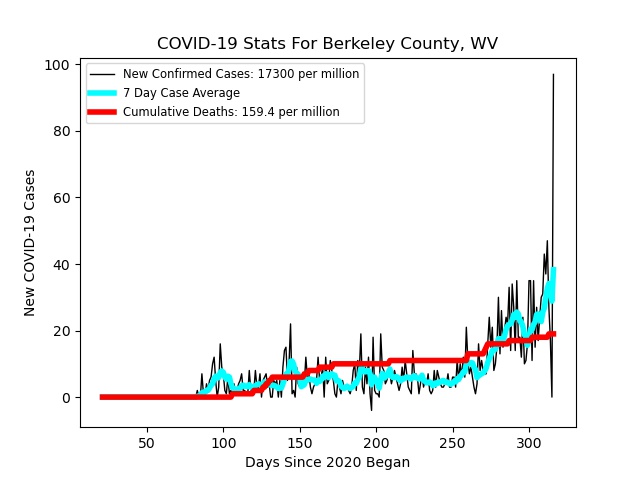 COVID-19 Stats For Berkeley County, WV
New Confirmed Cases: 17300 per million
7 Day Case Average
Cumulative Deaths: 159.4 per million
New COVID-19 Cases
100
80
60
40
20
0
50
100
150
200
250
300
Days Since 2020 Began